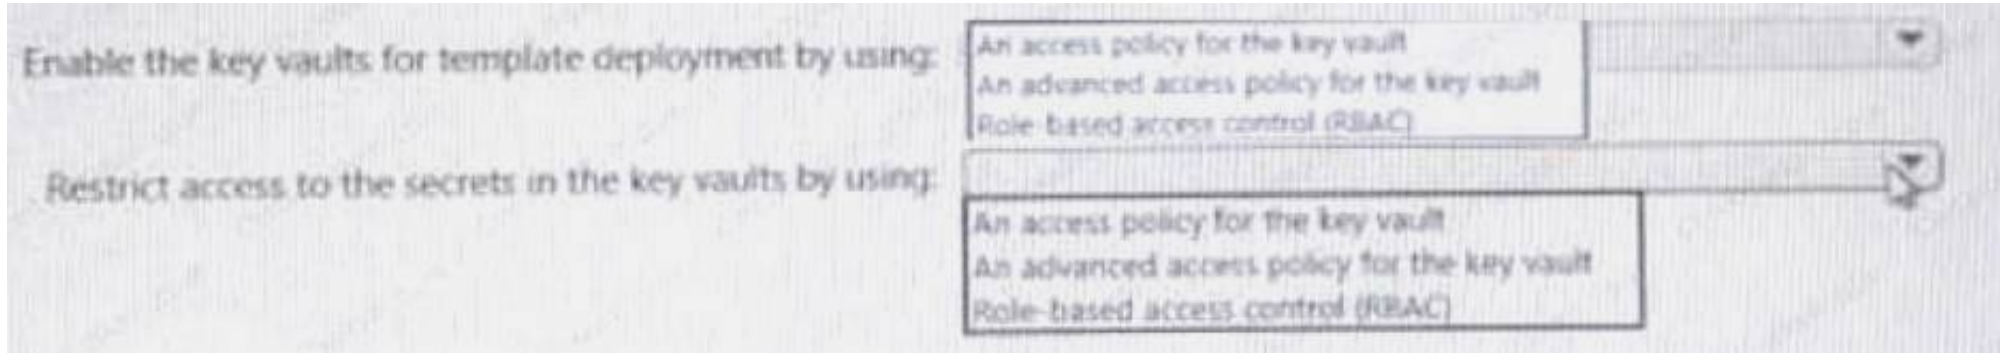 Enable the key vaults for template deployment by using:
An access policy for the key vault
An advanced access policy for the key vault
Role-based access control (RBAC)
Restrict access to the secrets in the key vaults by using:
An access policy for the key vault
An advanced access policy for the key vault
Role-based access control (RBAC)